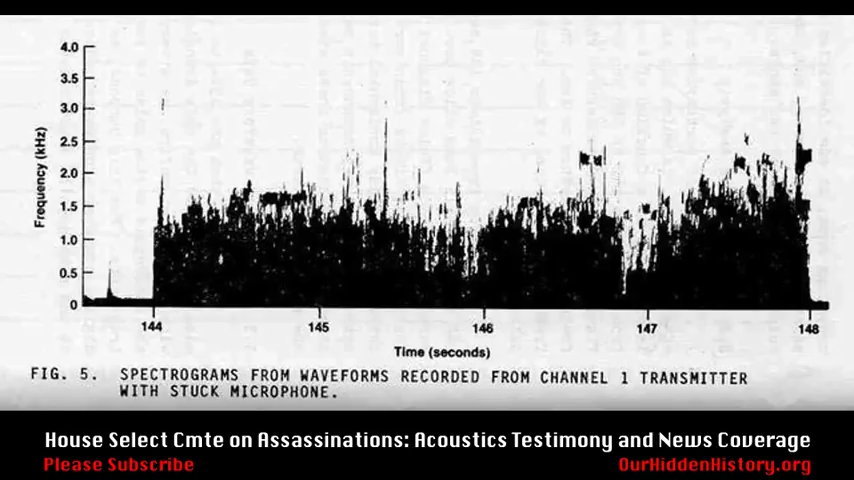 4.0
3.5
3.0
2.5
2.0
1.5
1.0
0.5
0
Frequency (kHz)
144 145 146 147 148
Time (seconds)
FIG. 5. SPECTROGRAMS FROM WAVEFORMS RECORDED FROM CHANNEL 1 TRANSMITTER
WITH STUCK MICROPHONE.
House Select Cmte on Assassinations: Acoustics Testimony and News Coverage
Please Subscribe OurHiddenHistory.org